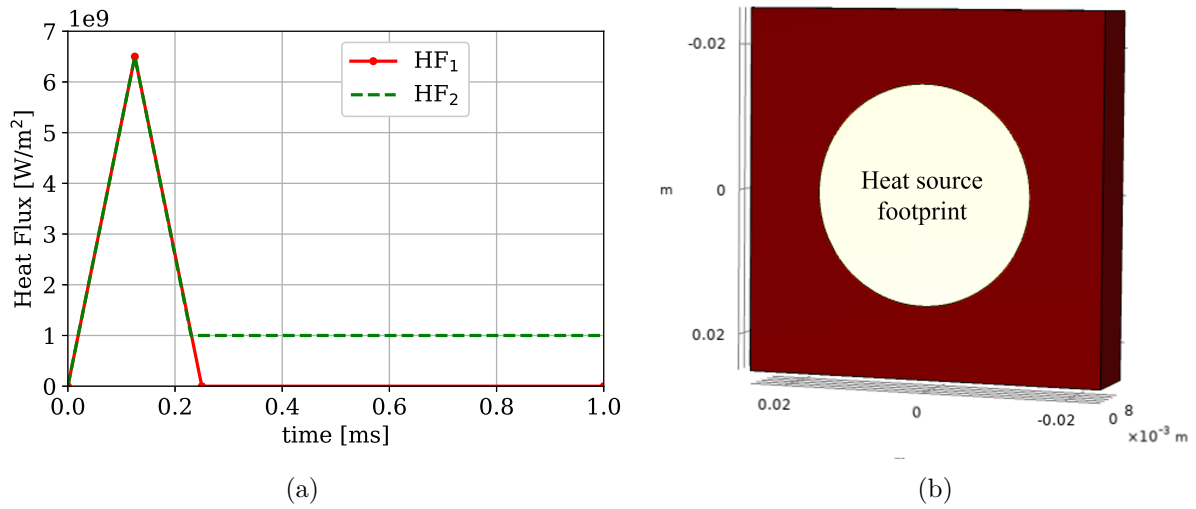 1e9
7
6
5
4
3
2
1
0
Heat Flux [W/m²]
HF₁
HF₂
0.0 0.2 0.4 0.6 0.8 1.0
time [ms]
(a)
-0.02
m 0
0.02
Heat source
footprint
0.02 0 -0.02 0 8
×10⁻³ m
(b)